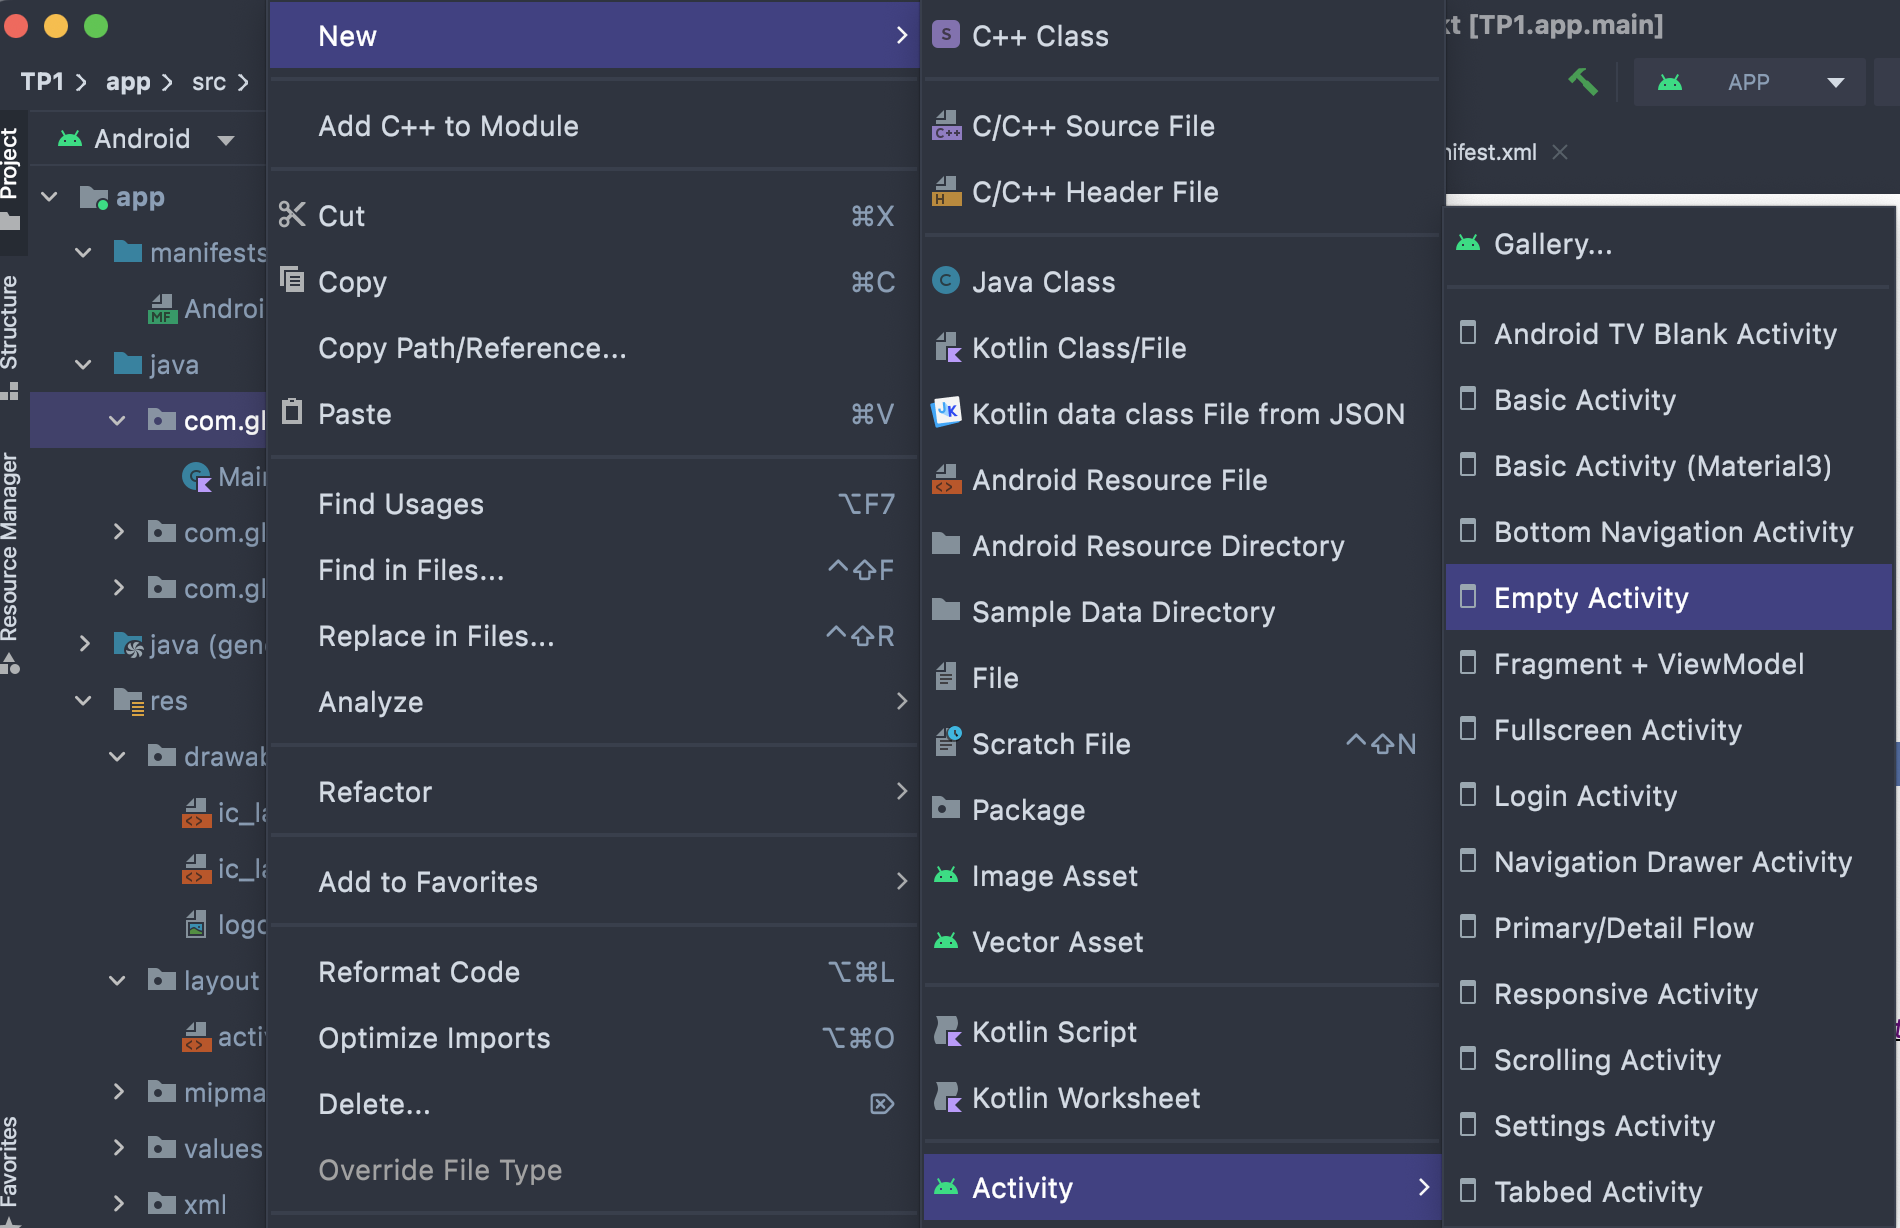 kt [TP1.app.main]
TP1
app
src
APP
Android
nifest.xml
Project
Structure
Resource Manager
Favorites
app
manifests
Androi
MF
java
com.gl
Main
com.gl
com.gl
java (gene
res
drawab
ic_la
ic_la
logo
layout
acti
mipma
values
xml
New
Add C++ to Module
Cut ⌘X
Copy ⌘C
Copy Path/Reference...
Paste ⌘V
Find Usages ⌥F7
Find in Files... ^⇧F
Replace in Files... ^⇧R
Analyze
Refactor
Add to Favorites
Reformat Code ⌥⌘L
Optimize Imports ⌥⌘O
Delete... ⌦
Override File Type
S C++ Class
C++ C/C++ Source File
H C/C++ Header File
C Java Class
Kotlin Class/File
JK Kotlin data class File from JSON
<> Android Resource File
Android Resource Directory
Sample Data Directory
File
Scratch File ^⇧N
Package
Image Asset
Vector Asset
Kotlin Script
Kotlin Worksheet
Activity
Gallery...
Android TV Blank Activity
Basic Activity
Basic Activity (Material3)
Bottom Navigation Activity
Empty Activity
Fragment + ViewModel
Fullscreen Activity
Login Activity
Navigation Drawer Activity
Primary/Detail Flow
Responsive Activity
Scrolling Activity
Settings Activity
Tabbed Activity